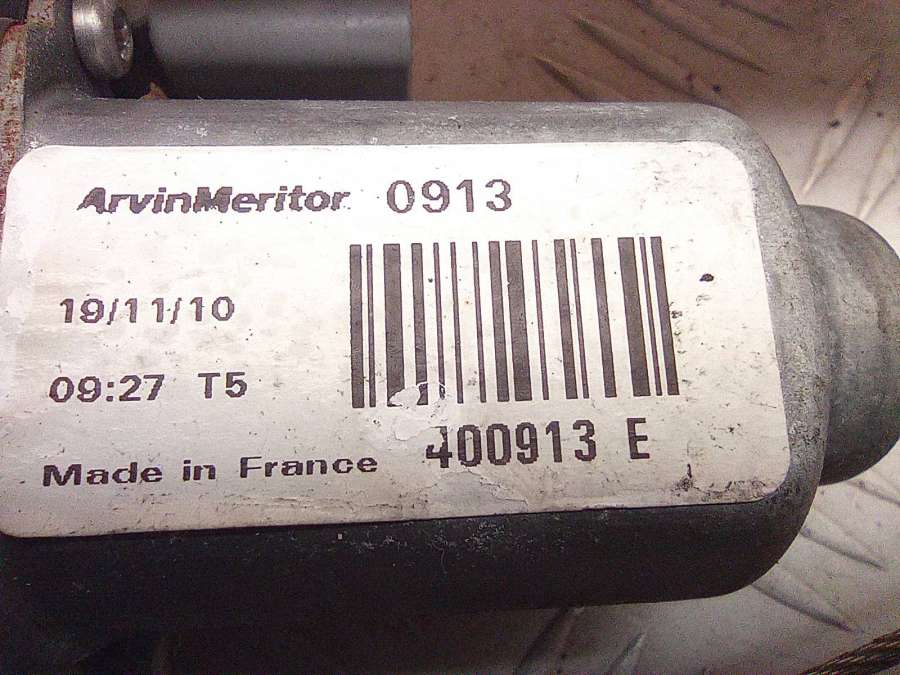 ArvinMeritor 0913
19/11/10
09:27 T5
400913 E
Made in France